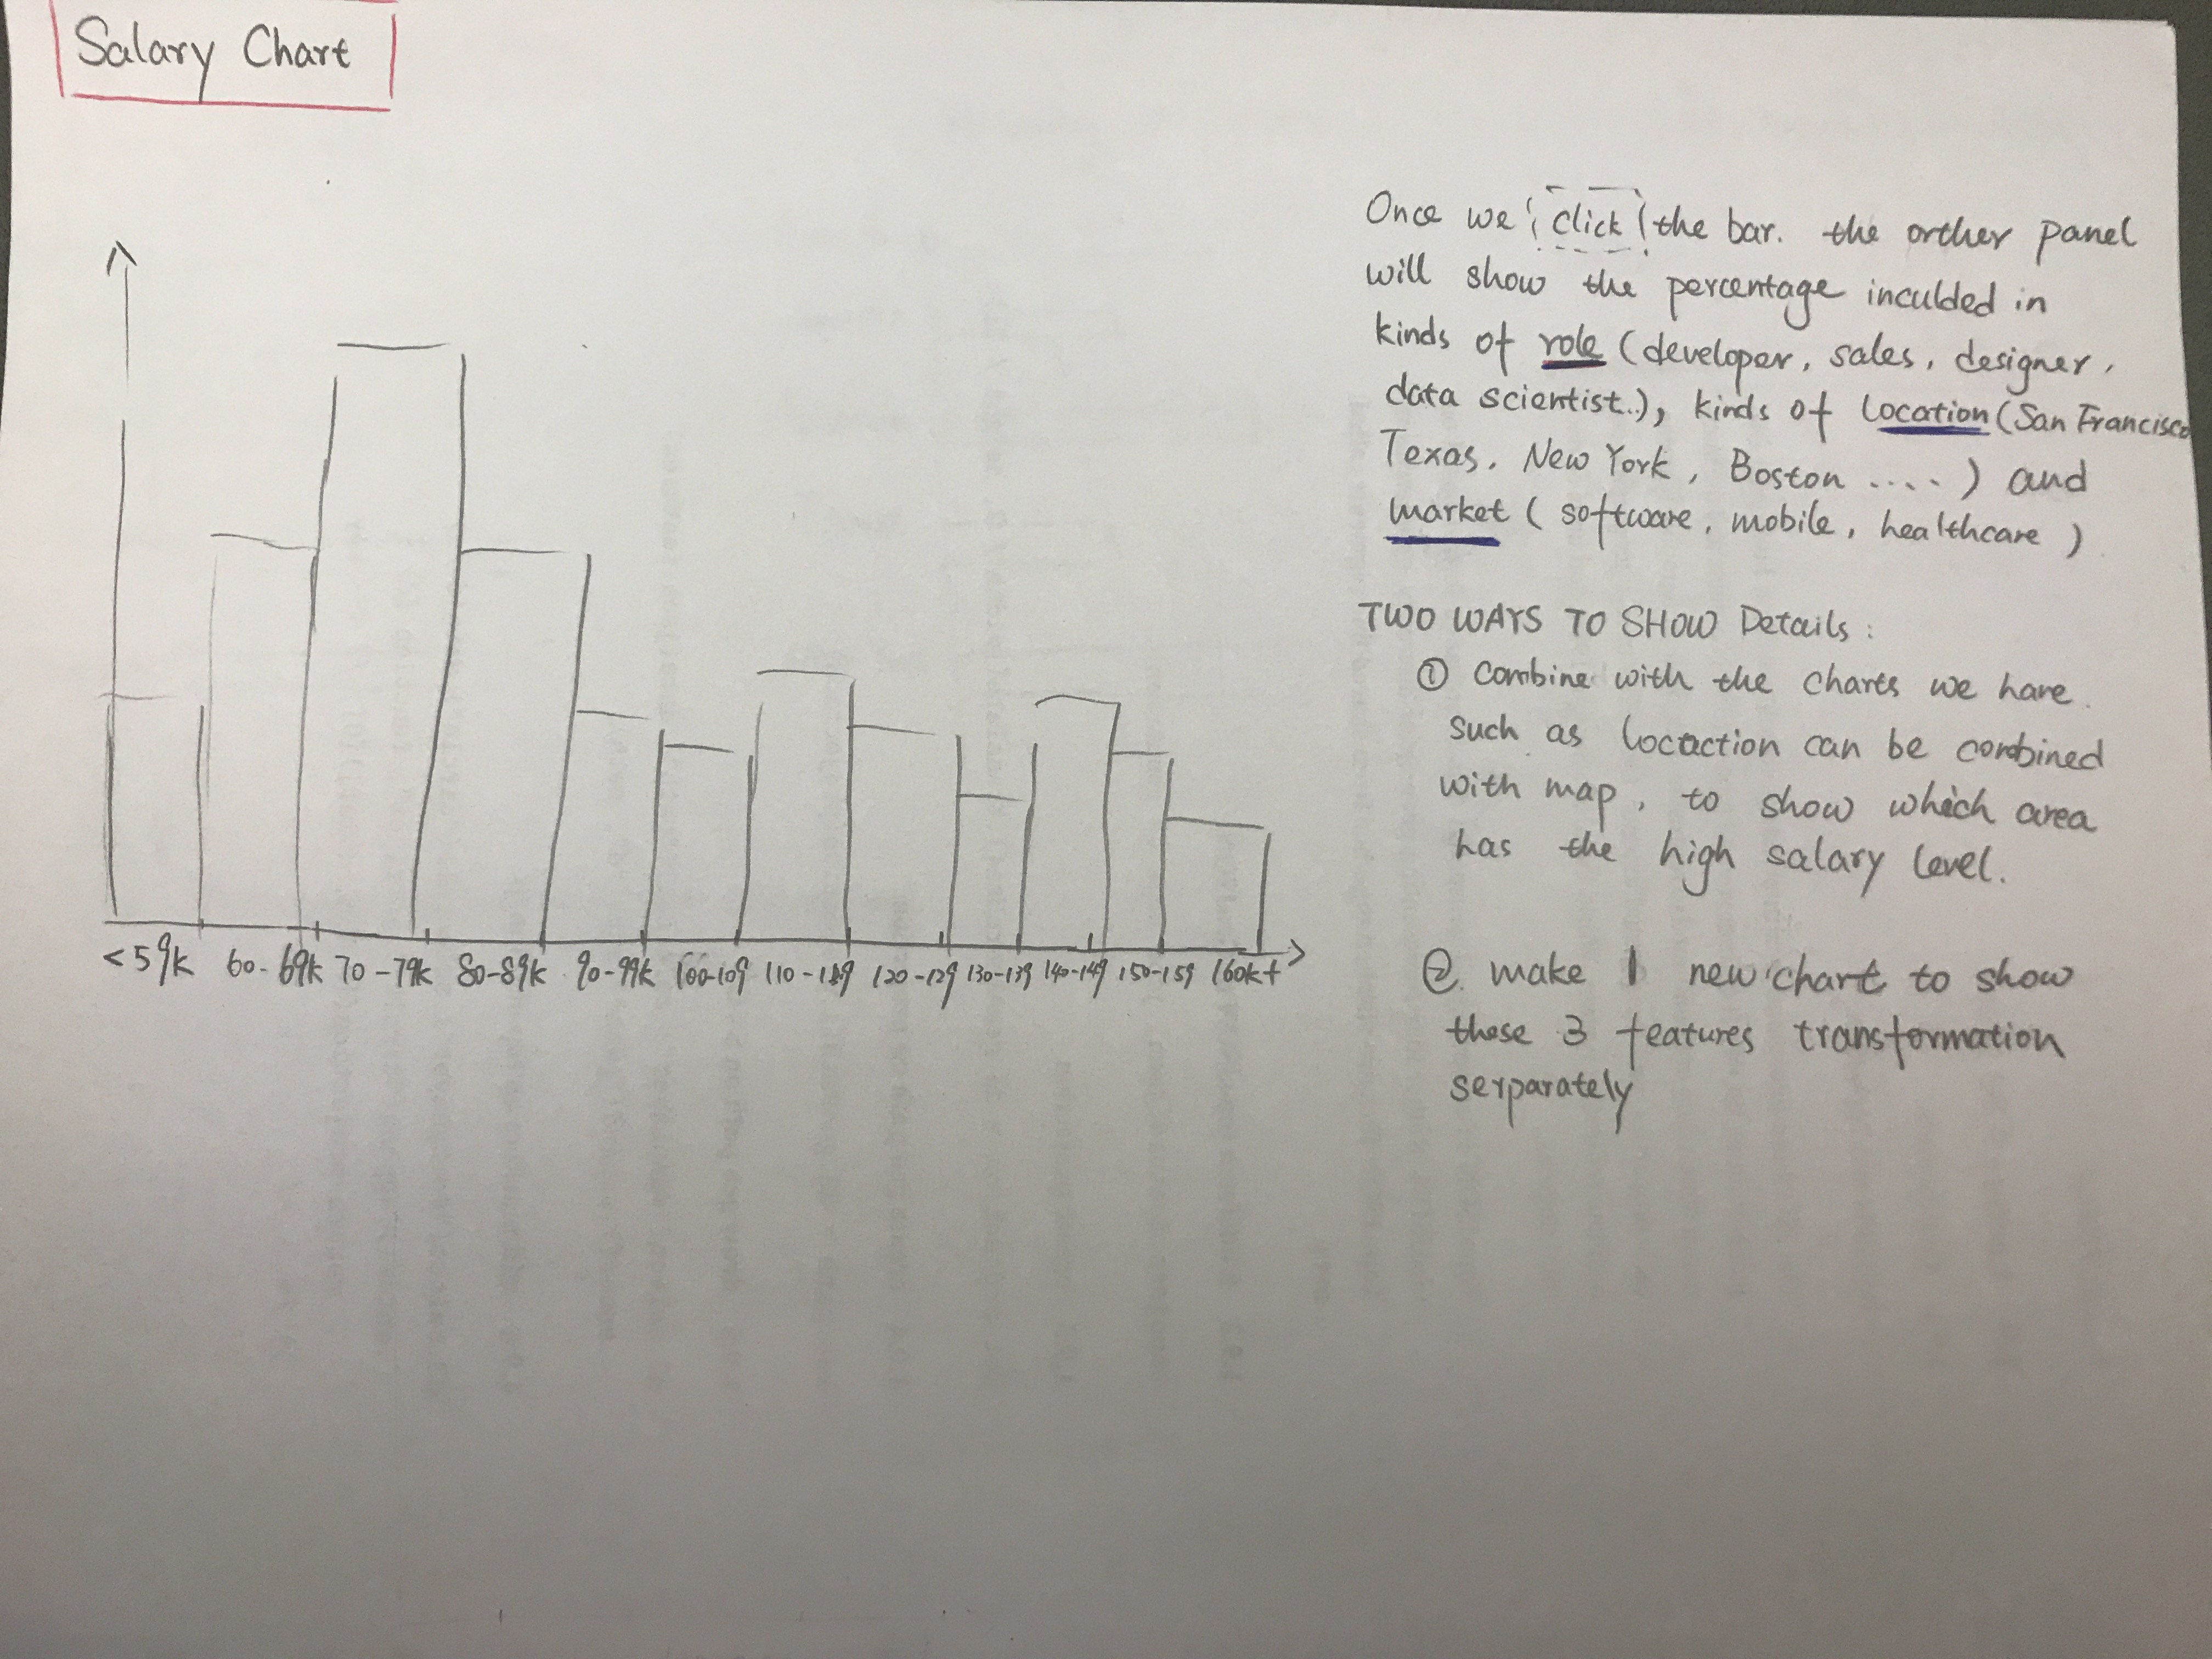 Salary Chart
<59k 60-69k 70-79k 80-89k 90-99k 100-109 110-119 120-129 130-139 140-149 150-159 160k+
Once we click the bar. the orther panel
will show the percentage inculded in
kinds of role (developer, sales, designer,
data scientist..), kinds of location (San Francisco
Texas, New York, Boston ....) and
market (software, mobile, healthcare)
TWO WAYS TO SHOW Details:
① combine with the charts we have.
such as loctaction can be combined
with map, to show which area
has the high salary level.
②. make 1 new chart to show
these 3 features transformation
serparately